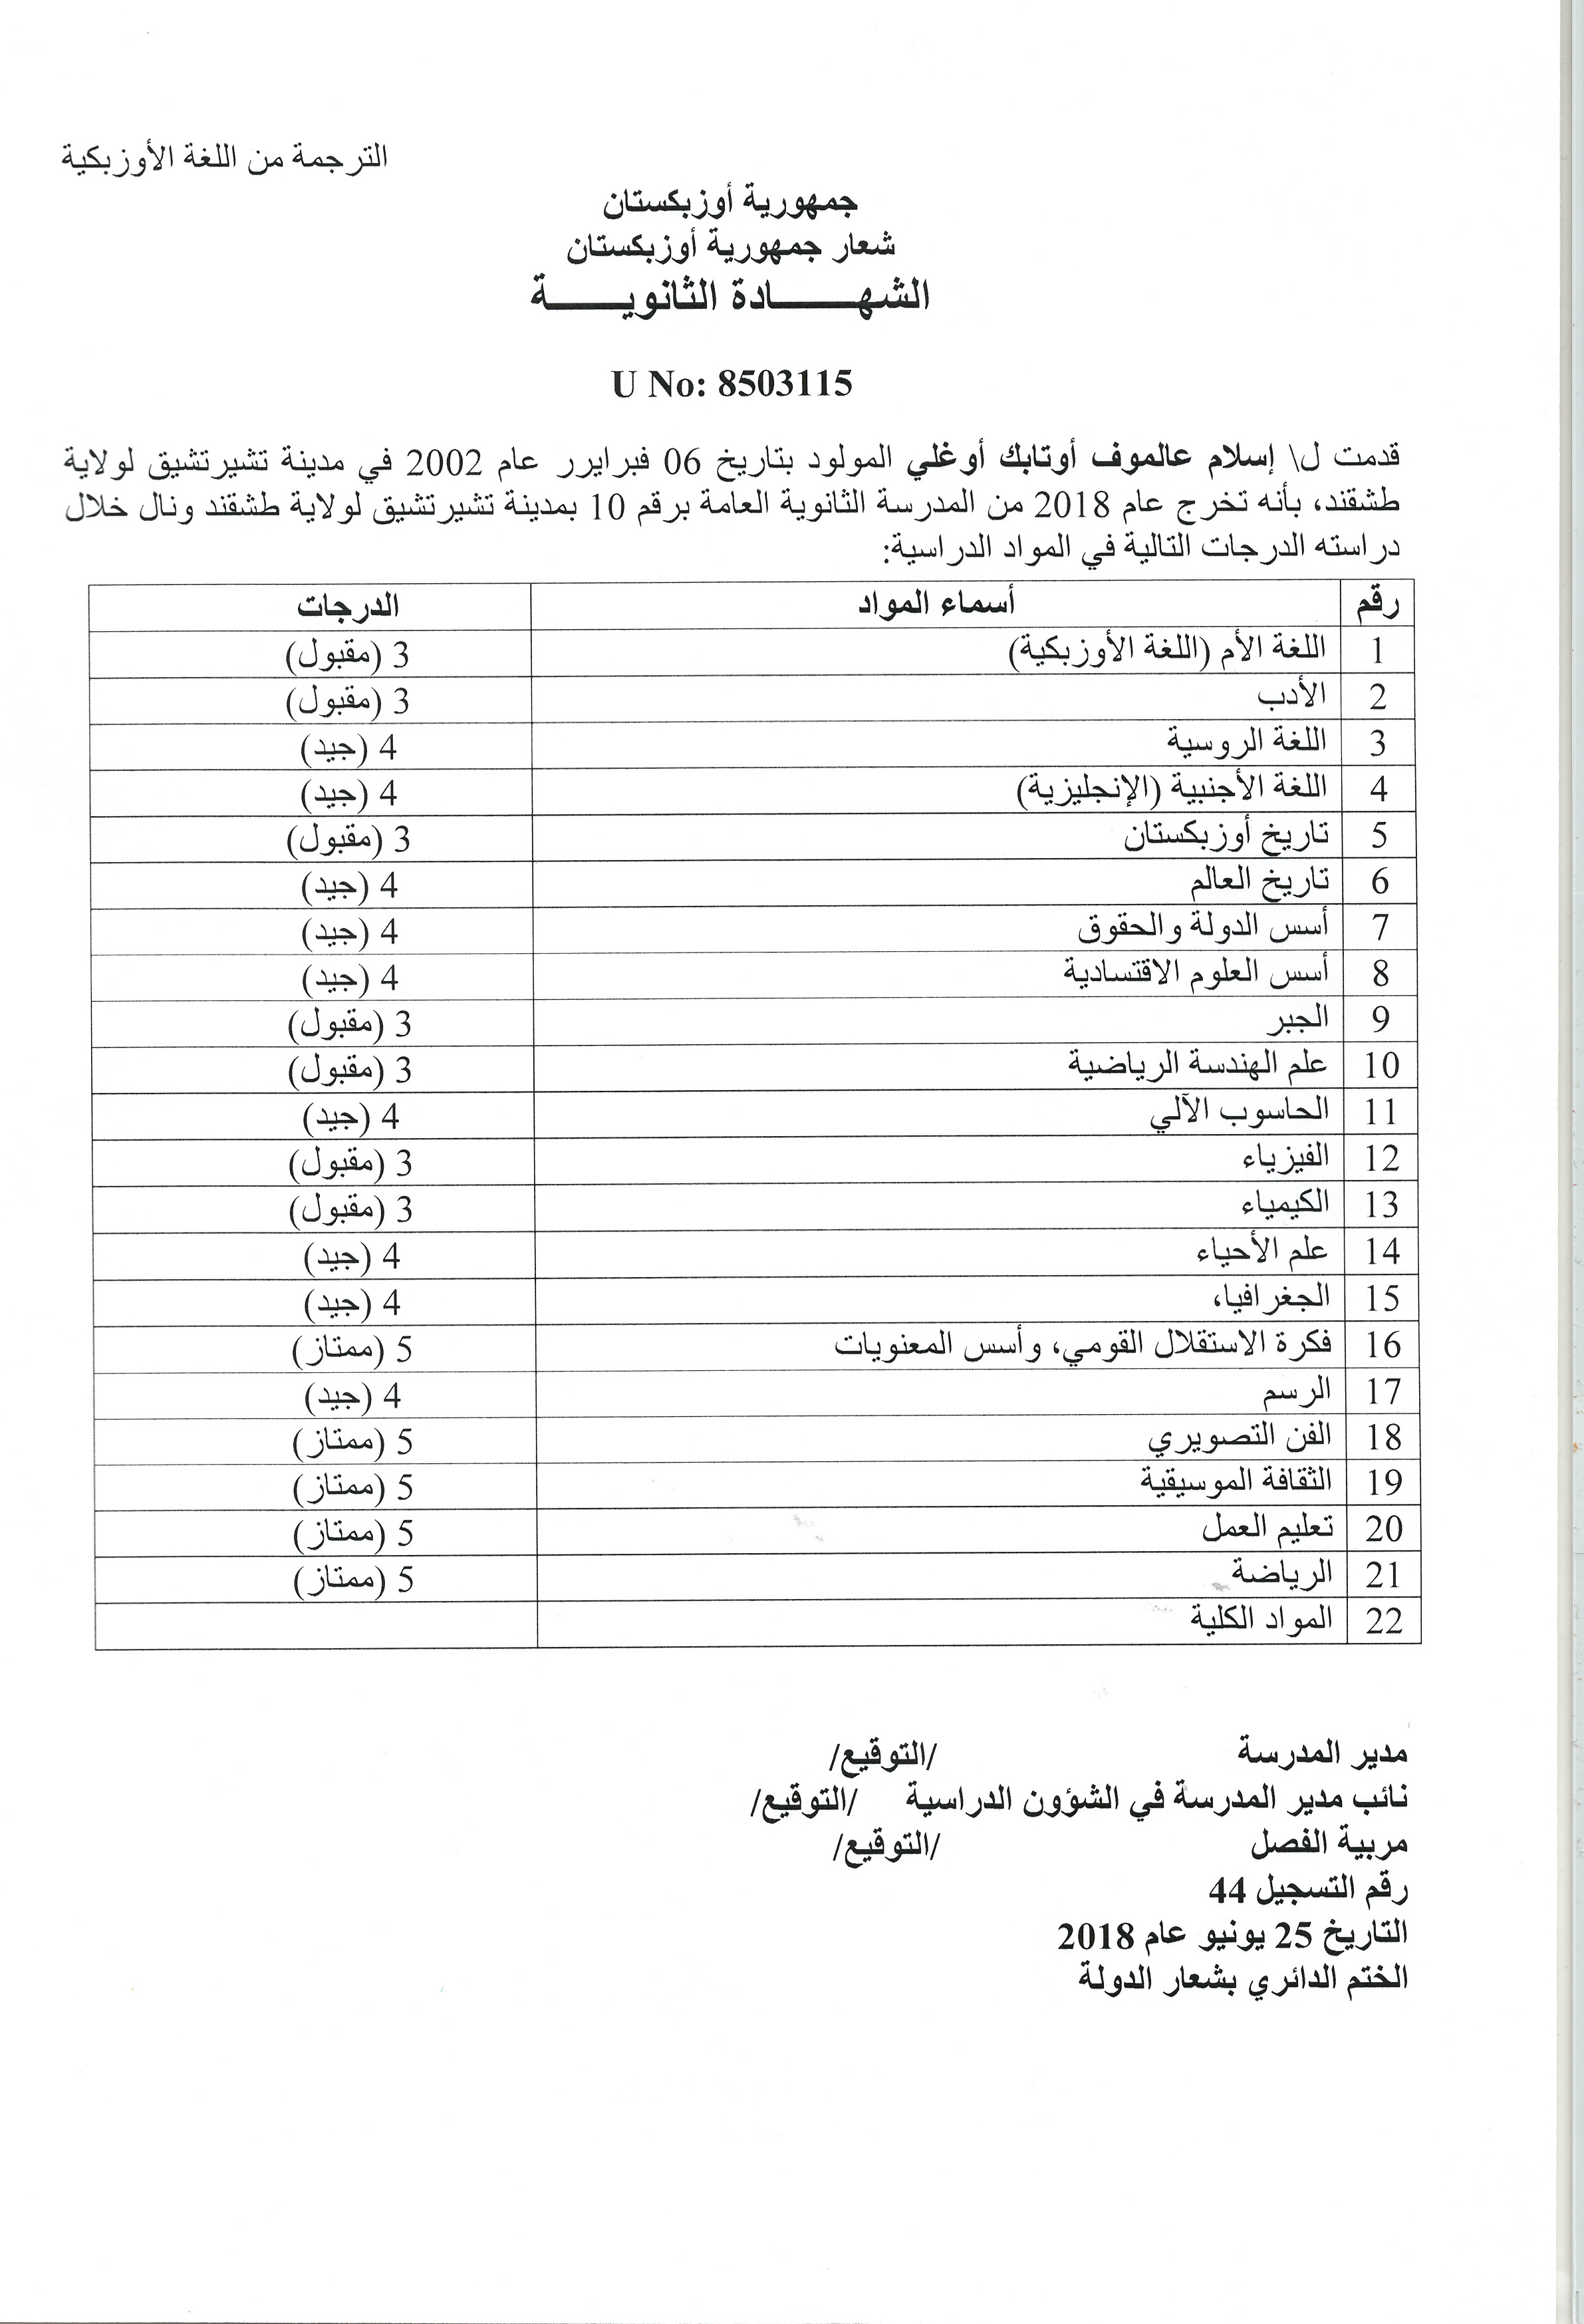 الترجمة من اللغة الأوزبكية
جمهورية أوزبكستان
شعار جمهورية أوزبكستان
الشهــــــــادة الثانويــــــــة
U No: 8503115
قدمت ل\ إسلام عالموف أوتابك أوغلي المولود بتاريخ 06 فبرايرر عام 2002 في مدينة تشيرتشيق لولاية
طشقند، بأنه تخرج عام 2018 من المدرسة الثانوية العامة برقم 10 بمدينة تشيرتشيق لولاية طشقند ونال خلال
دراسته الدرجات التالية في المواد الدراسية:
رقم أسماء المواد الدرجات
1 اللغة الأم (اللغة الأوزبكية) 3 (مقبول)
2 الأدب 3 (مقبول)
3 اللغة الروسية 4 (جيد)
4 اللغة الأجنبية (الإنجليزية) 4 (جيد)
5 تاريخ أوزبكستان 3 (مقبول)
6 تاريخ العالم 4 (جيد)
7 أسس الدولة والحقوق 4 (جيد)
8 أسس العلوم الاقتسادية 4 (جيد)
9 الجبر 3 (مقبول)
10 علم الهندسة الرياضية 3 (مقبول)
11 الحاسوب الآلي 4 (جيد)
12 الفيزياء 3 (مقبول)
13 الكيمياء 3 (مقبول)
14 علم الأحياء 4 (جيد)
15 الجغرافيا، 4 (جيد)
16 فكرة الاستقلال القومي، وأسس المعنويات 5 (ممتاز)
17 الرسم 4 (جيد)
18 الفن التصويري 5 (ممتاز)
19 الثقافة الموسيقية 5 (ممتاز)
20 تعليم العمل 5 (ممتاز)
21 الرياضة 5 (ممتاز)
22 المواد الكلية
مدير المدرسة /التوقيع/
نائب مدير المدرسة في الشؤون الدراسية /التوقيع/
مربية الفصل /التوقيع/
رقم التسجيل 44
التاريخ 25 يونيو عام 2018
الختم الدائري بشعار الدولة